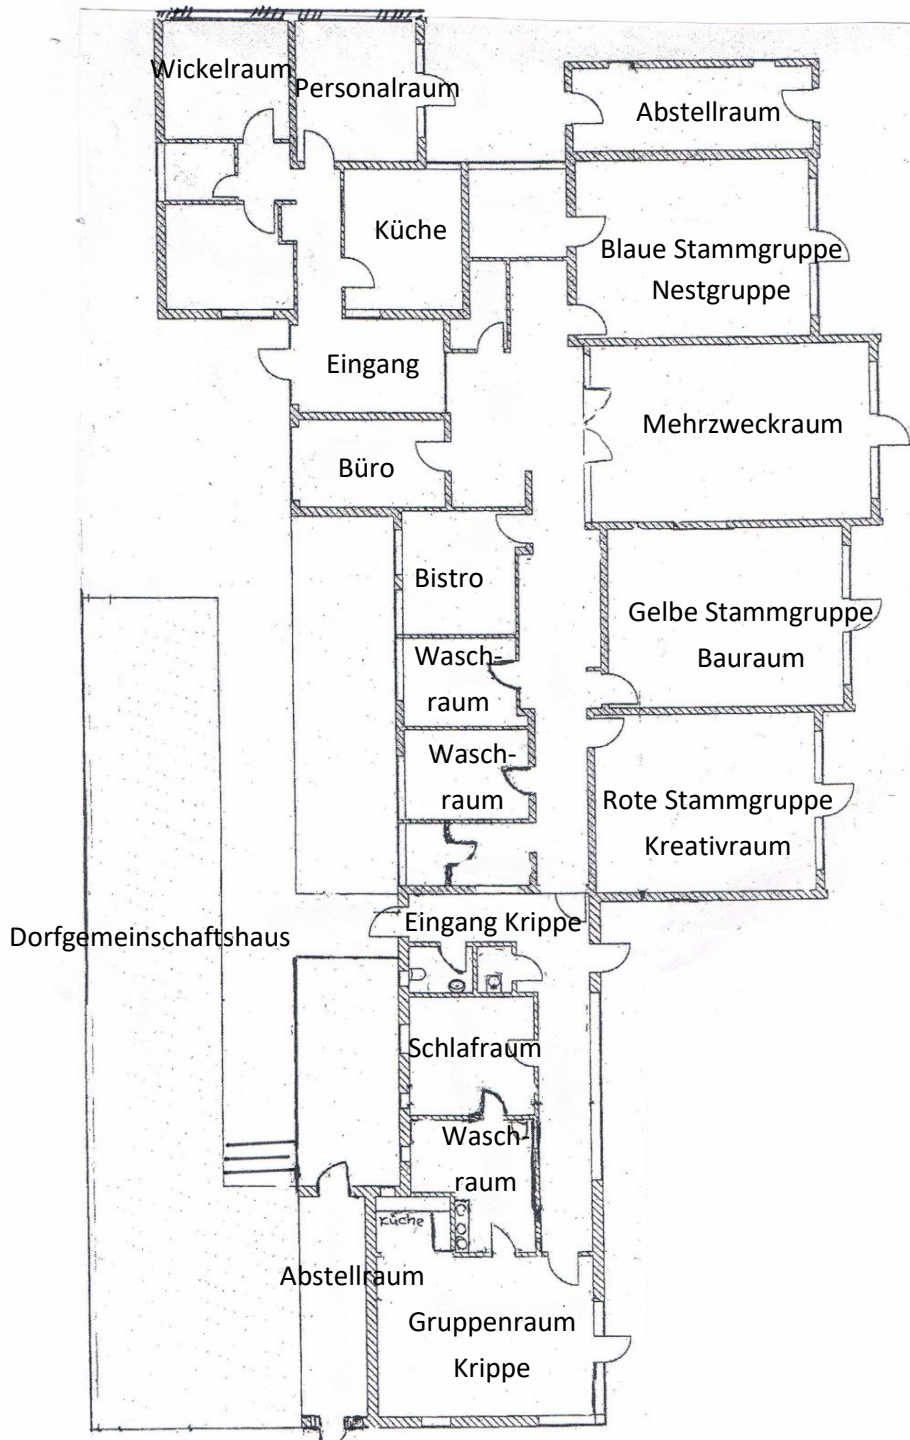 Wickelraum
Personalraum
Abstellraum
Küche
Blaue Stammgruppe
Nestgruppe
Eingang
Mehrzweckraum
Büro
Bistro
Gelbe Stammgruppe
Bauraum
Wasch-
raum
Wasch-
raum
Rote Stammgruppe
Kreativraum
Eingang Krippe
Dorfgemeinschaftshaus
Schlafraum
Wasch-
raum
Küche
Abstellraum
Gruppenraum
Krippe